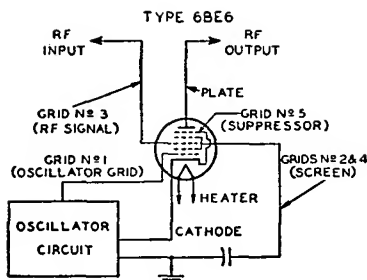 TYPE 6BE6
RF
INPUT
RF
OUTPUT
PLATE
GRID Nº 3
(RF SIGNAL)
GRID Nº 5
(SUPPRESSOR)
GRID Nº 1
(OSCILLATOR GRID)
GRIDS Nº 2&4
(SCREEN)
HEATER
CATHODE
OSCILLATOR
CIRCUIT